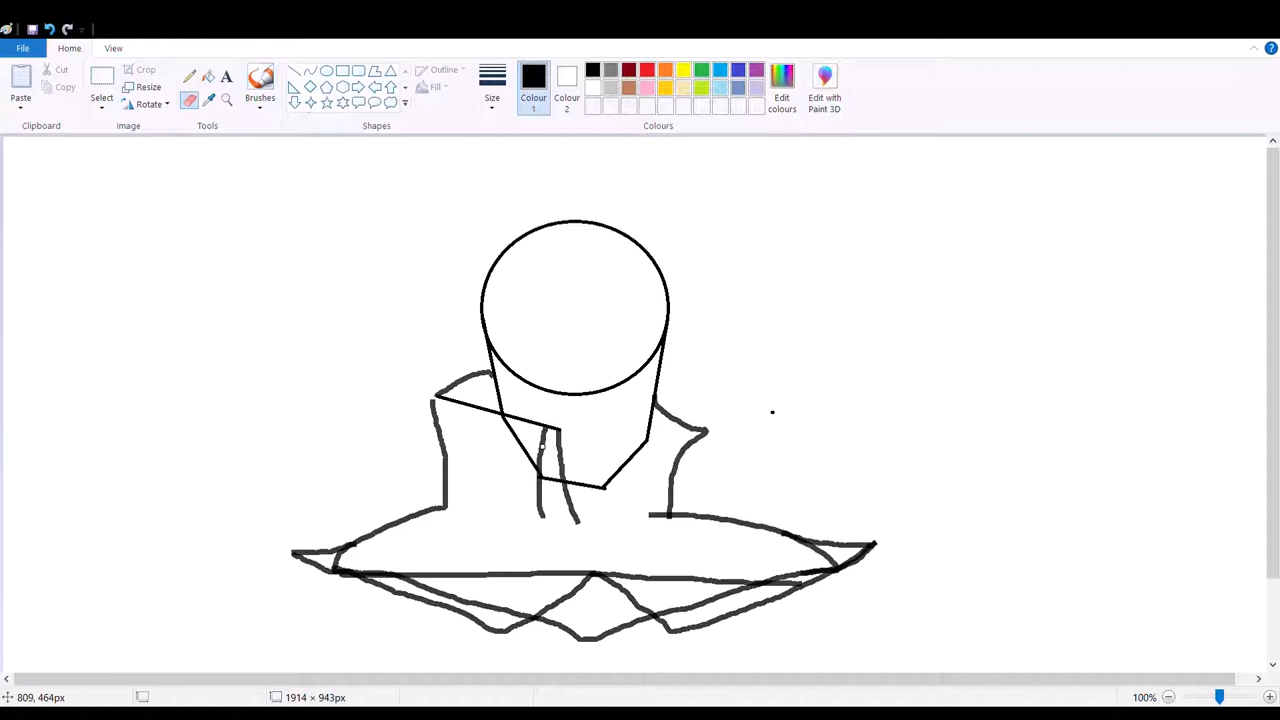 File Home View
Paste Cut Copy Select Crop Resize Rotate A Brushes Outline Fill Size Colour 1 Colour 2 Edit colours Edit with Paint 3D
Clipboard Image Tools Shapes Colours
809, 464px 1914 × 943px 100%